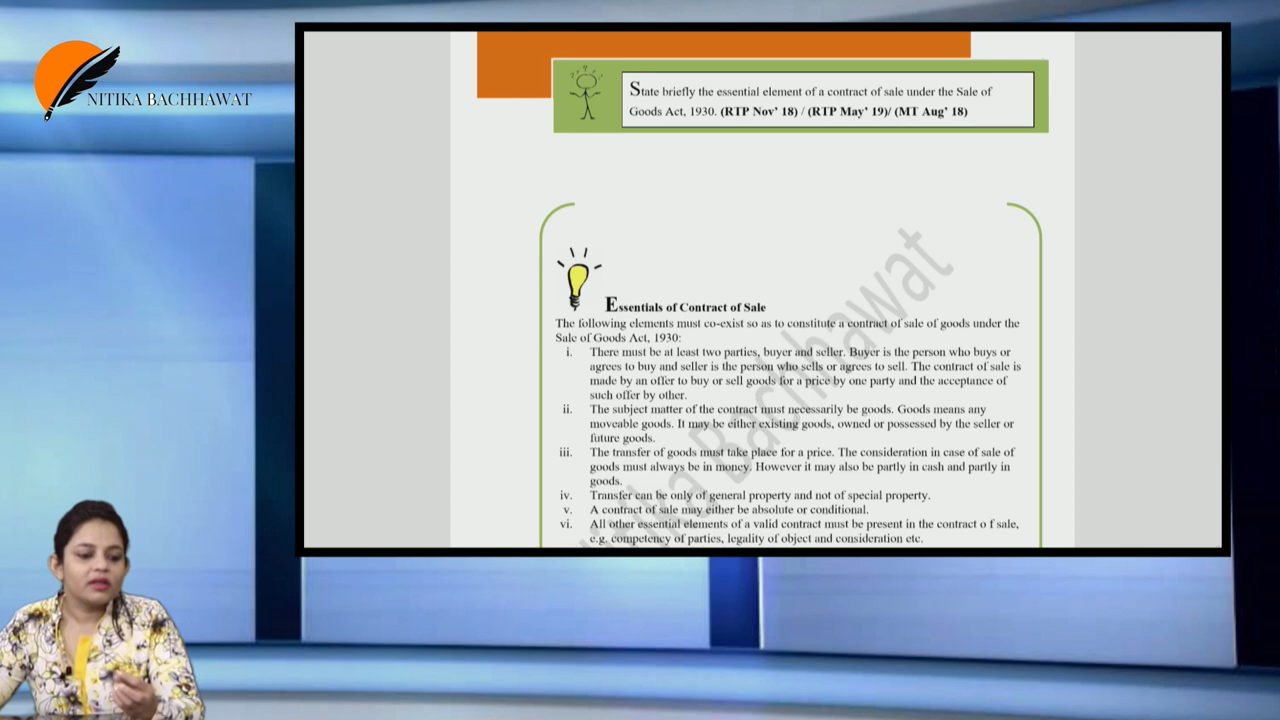 NITIKA BACHHAWAT
State briefly the essential element of a contract of sale under the Sale of
Goods Act, 1930. (RTP Nov' 18) / (RTP May' 19)/ (MT Aug' 18)
Essentials of Contract of Sale
The following elements must co-exist so as to constitute a contract of sale of goods under the
Sale of Goods Act, 1930:
i. There must be at least two parties, buyer and seller. Buyer is the person who buys or
agrees to buy and seller is the person who sells or agrees to sell. The contract of sale is
made by an offer to buy or sell goods for a price by one party and the acceptance of
such offer by other.
ii. The subject matter of the contract must necessarily be goods. Goods means any
moveable goods. It may be either existing goods, owned or possessed by the seller or
future goods.
iii. The transfer of goods must take place for a price. The consideration in case of sale of
goods must always be in money. However it may also be partly in cash and partly in
goods.
iv. Transfer can be only of general property and not of special property.
v. A contract of sale may either be absolute or conditional.
vi. All other essential elements of a valid contract must be present in the contract o f sale,
e.g. competency of parties, legality of object and consideration etc.
Bachhawat